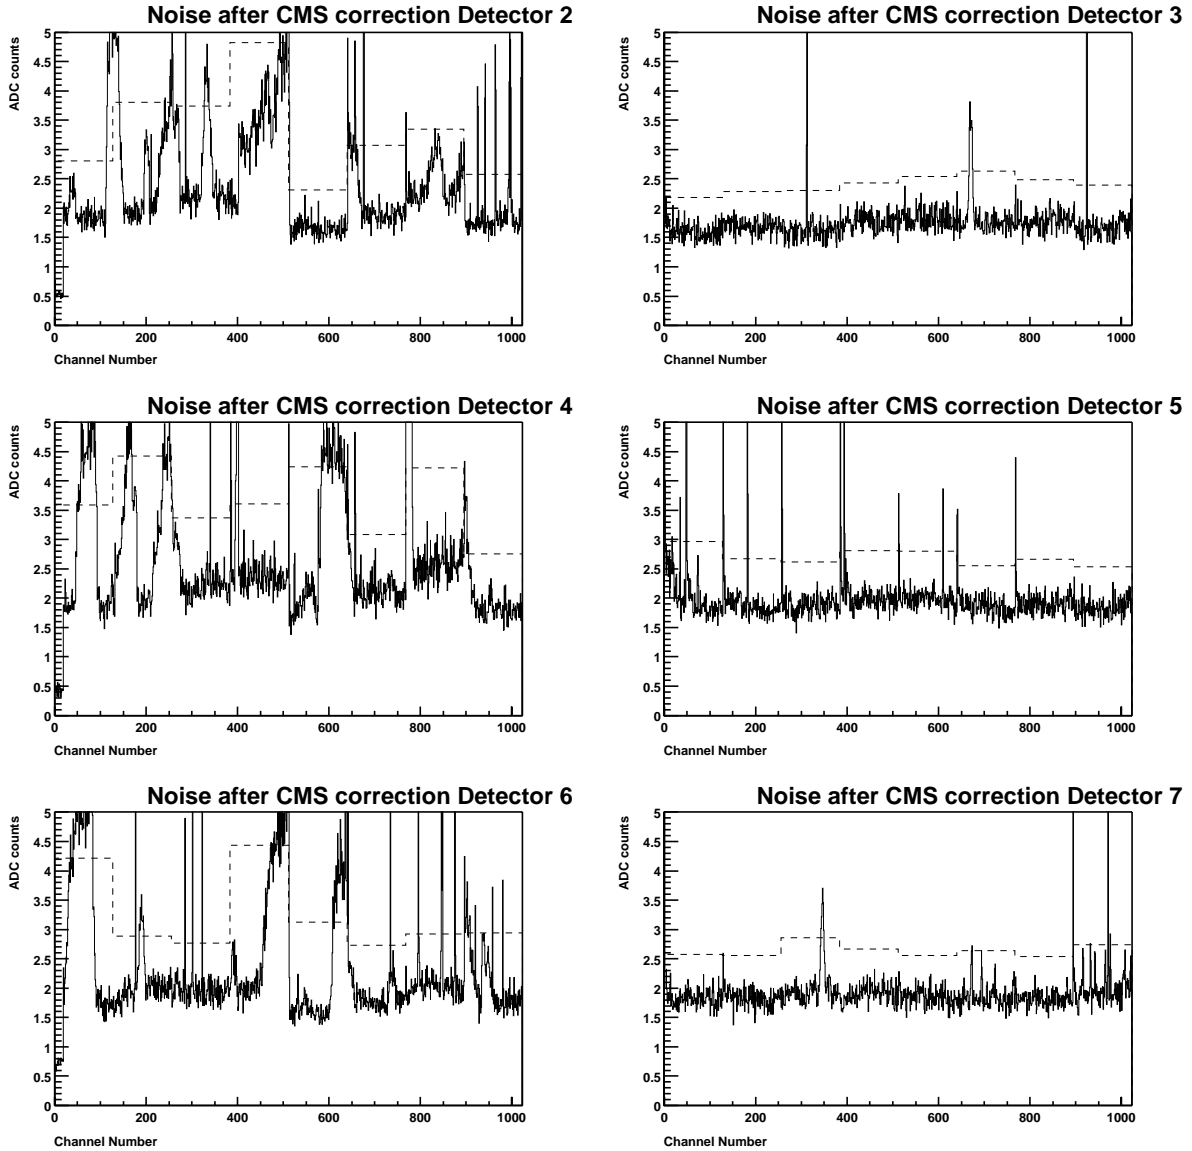 Noise after CMS correction Detector 2
ADC counts
5
4.5
4
3.5
3
2.5
2
1.5
1
0.5
0
0 200 400 600 800 1000
Channel Number
Noise after CMS correction Detector 3
ADC counts
5
4.5
4
3.5
3
2.5
2
1.5
1
0.5
0
0 200 400 600 800 1000
Channel Number
Noise after CMS correction Detector 4
ADC counts
5
4.5
4
3.5
3
2.5
2
1.5
1
0.5
0
0 200 400 600 800 1000
Channel Number
Noise after CMS correction Detector 5
ADC counts
5
4.5
4
3.5
3
2.5
2
1.5
1
0.5
0
0 200 400 600 800 1000
Channel Number
Noise after CMS correction Detector 6
ADC counts
5
4.5
4
3.5
3
2.5
2
1.5
1
0.5
0
0 200 400 600 800 1000
Channel Number
Noise after CMS correction Detector 7
ADC counts
5
4.5
4
3.5
3
2.5
2
1.5
1
0.5
0
0 200 400 600 800 1000
Channel Number